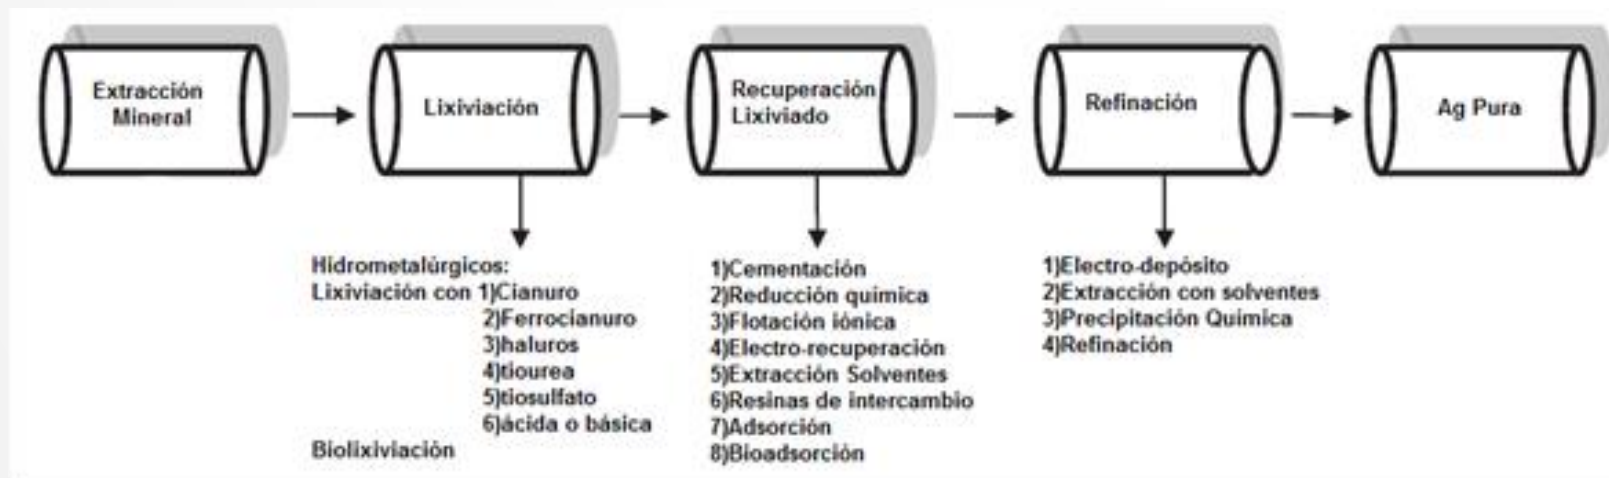 Extracción
Mineral
Lixiviación
Recuperación
Lixiviado
Refinación
Ag Pura
Hidrometalúrgicos:
Lixiviación con 1)Cianuro
2)Ferrocianuro
3)haluros
4)tiourea
5)tiosulfato
6)ácida o básica
Biolixiviación
1)Cementación
2)Reducción química
3)Flotación iónica
4)Electro-recuperación
5)Extracción Solventes
6)Resinas de intercambio
7)Adsorción
8)Bioadsorción
1)Electro-depósito
2)Extracción con solventes
3)Precipitación Química
4)Refinación